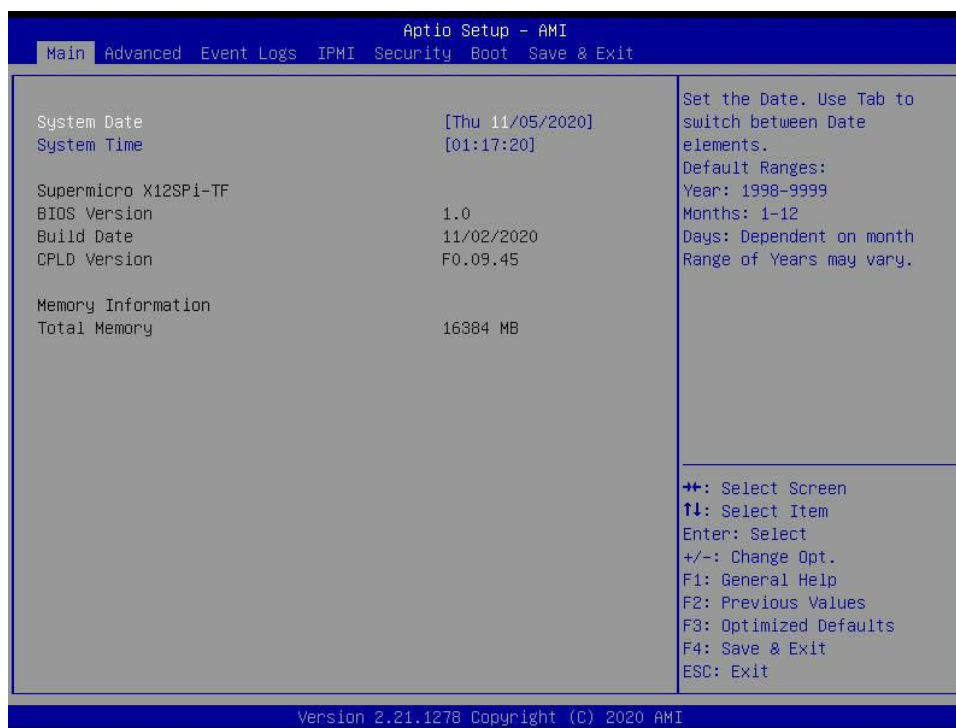 Aptio Setup – AMI
Main Advanced Event Logs IPMI Security Boot Save & Exit
System Date [Thu 11/05/2020]
System Time [01:17:20]
Supermicro X12SPi-TF
BIOS Version 1.0
Build Date 11/02/2020
CPLD Version F0.09.45
Memory Information
Total Memory 16384 MB
Set the Date. Use Tab to
switch between Date
elements.
Default Ranges:
Year: 1998-9999
Months: 1-12
Days: Dependent on month
Range of Years may vary.
→←: Select Screen
↑↓: Select Item
Enter: Select
+/-: Change Opt.
F1: General Help
F2: Previous Values
F3: Optimized Defaults
F4: Save & Exit
ESC: Exit
Version 2.21.1278 Copyright (C) 2020 AMI